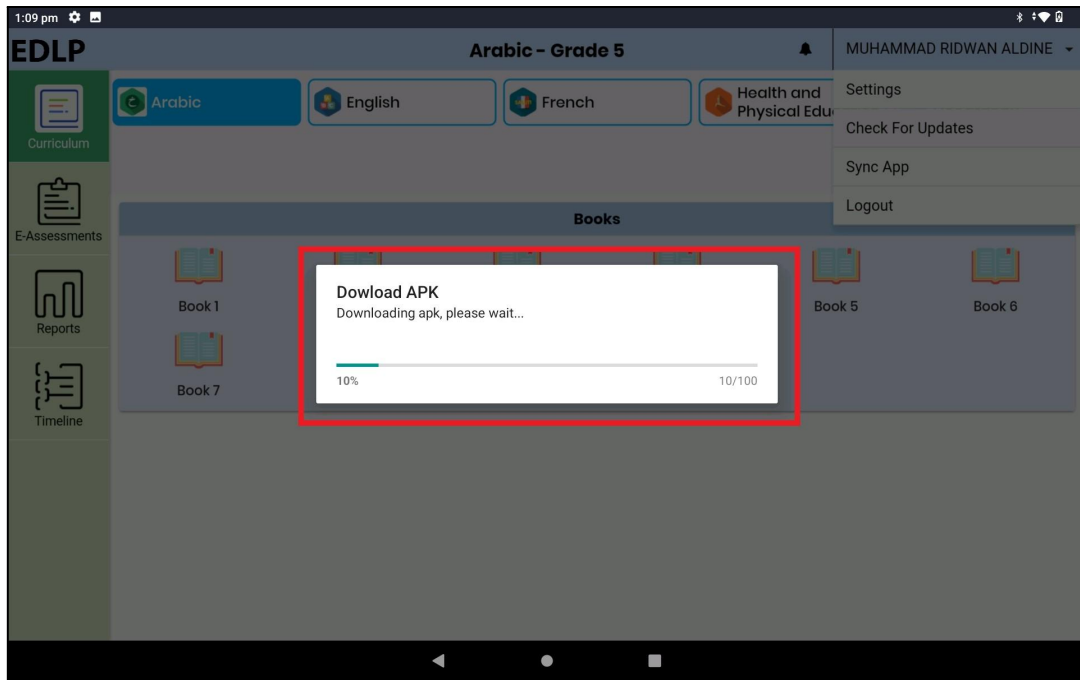 1:09 pm
EDLP
Arabic - Grade 5
MUHAMMAD RIDWAN ALDINE
Curriculum
E-Assessments
Reports
Timeline
Arabic
English
French
Health and
Physical Edu
Settings
Check For Updates
Sync App
Logout
Books
Book 1
Book 5
Book 6
Book 7
Dowload APK
Downloading apk, please wait...
10% 10/100